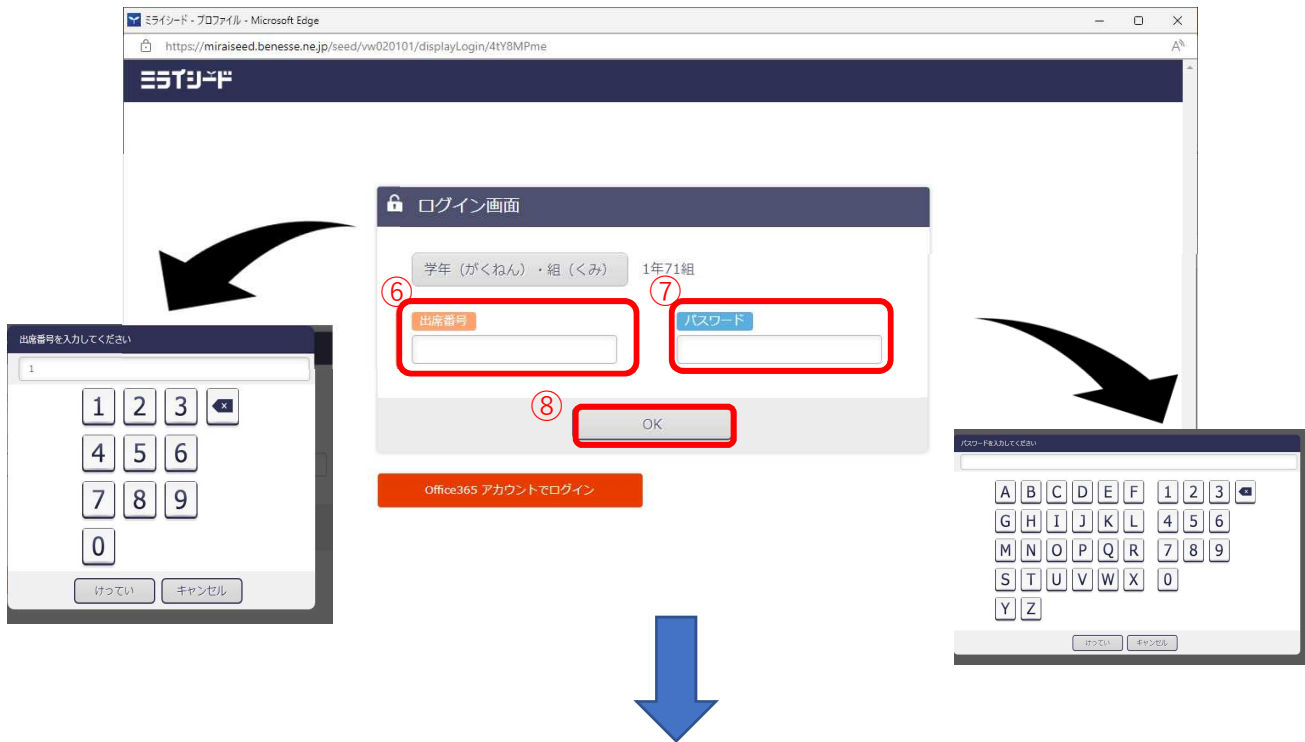 ミライシード - プロファイル - Microsoft Edge
https://miraiseed.benesse.ne.jp/seed/vw020101/displayLogin/4tY8MPme
ミライシード
ログイン画面
学年（がくねん）・組（くみ） 1年71組
⑥ ⑦
出席番号 パスワード
⑧
OK
Office365 アカウントでログイン
出席番号を入力してください
1
1 2 3
4 5 6
7 8 9
0
けってい キャンセル
パスワードを入力してください
A B C D E F 1 2 3
G H I J K L 4 5 6
M N O P Q R 7 8 9
S T U V W X 0
Y Z
けってい キャンセル